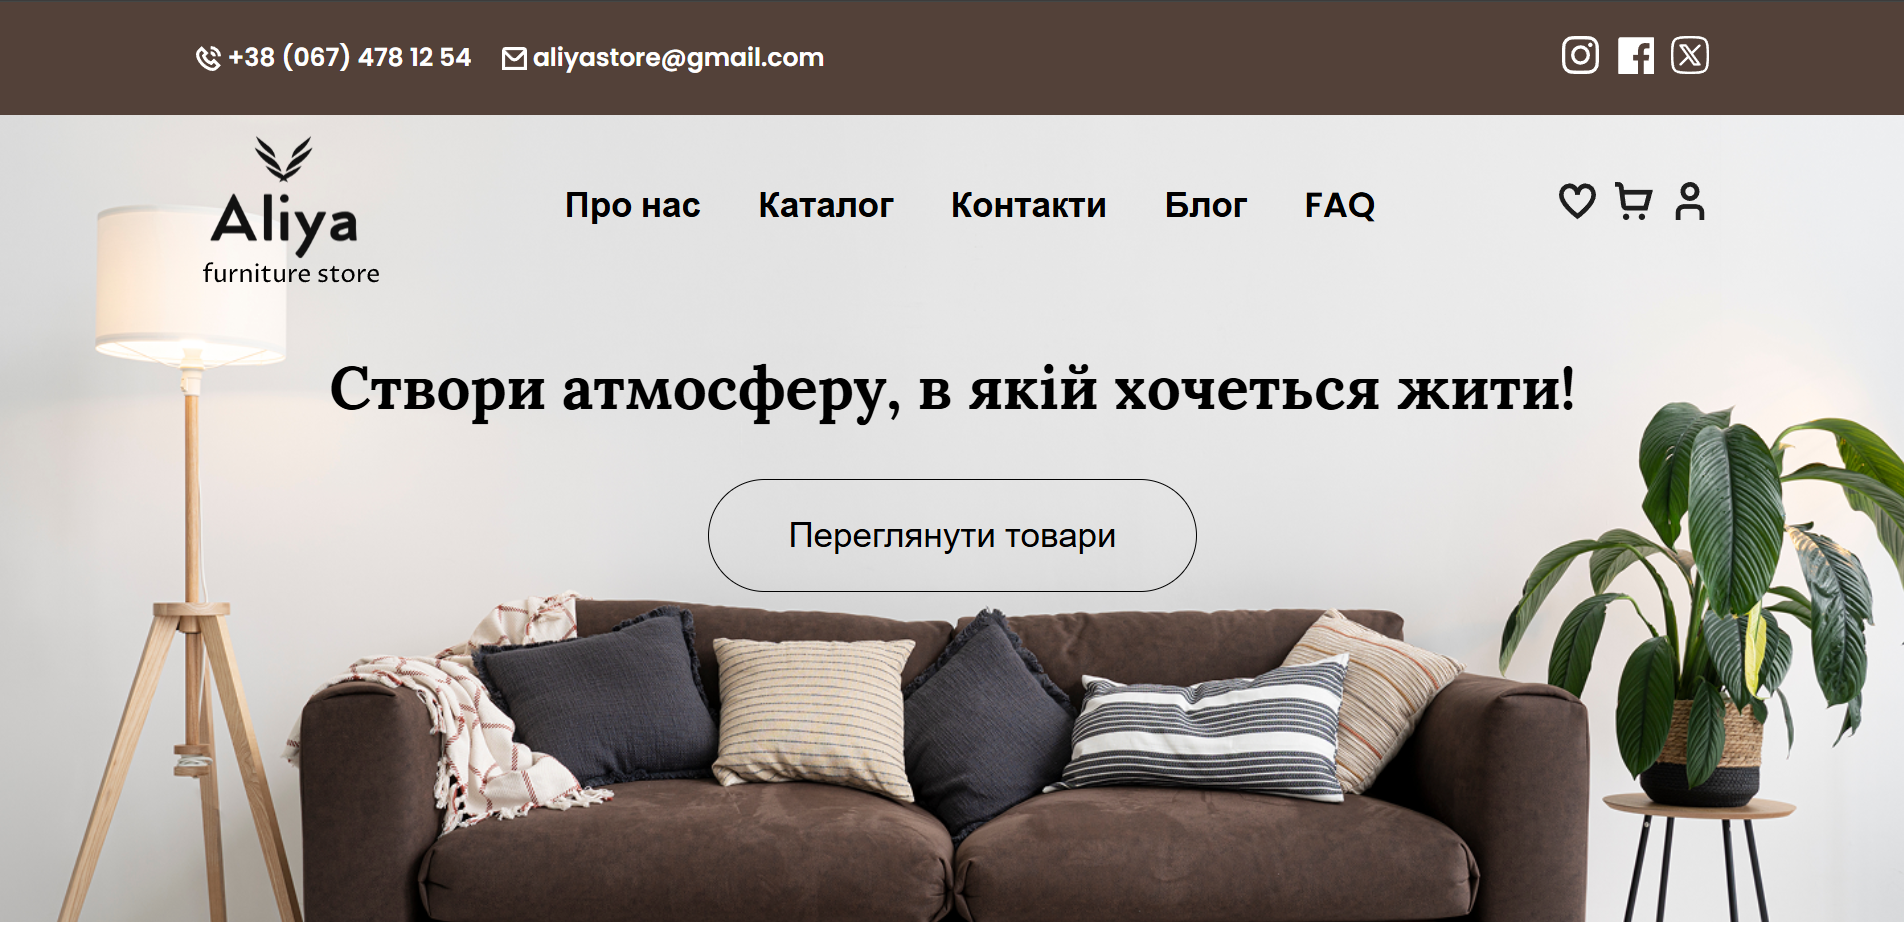 +38 (067) 478 12 54 aliyastore@gmail.com
Aliya
furniture store
Про нас Каталог Контакти Блог FAQ
Створи атмосферу, в якій хочеться жити!
Переглянути товари